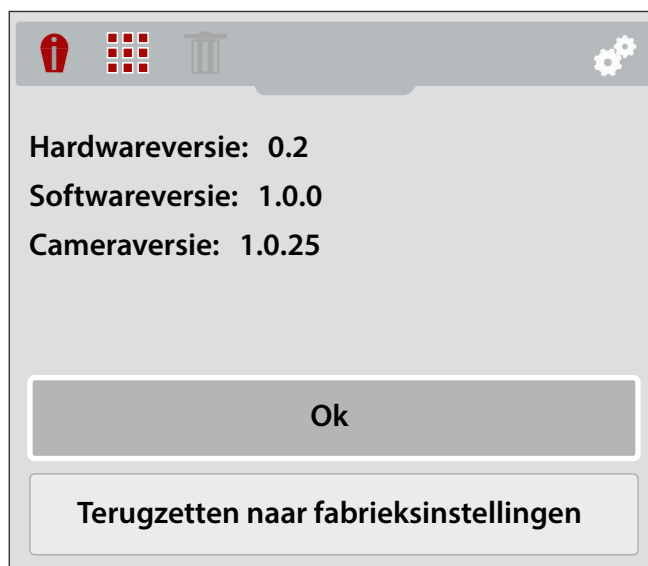 Hardwareversie: 0.2
Softwareversie: 1.0.0
Cameraversie: 1.0.25
Ok
Terugzetten naar fabrieksinstellingen